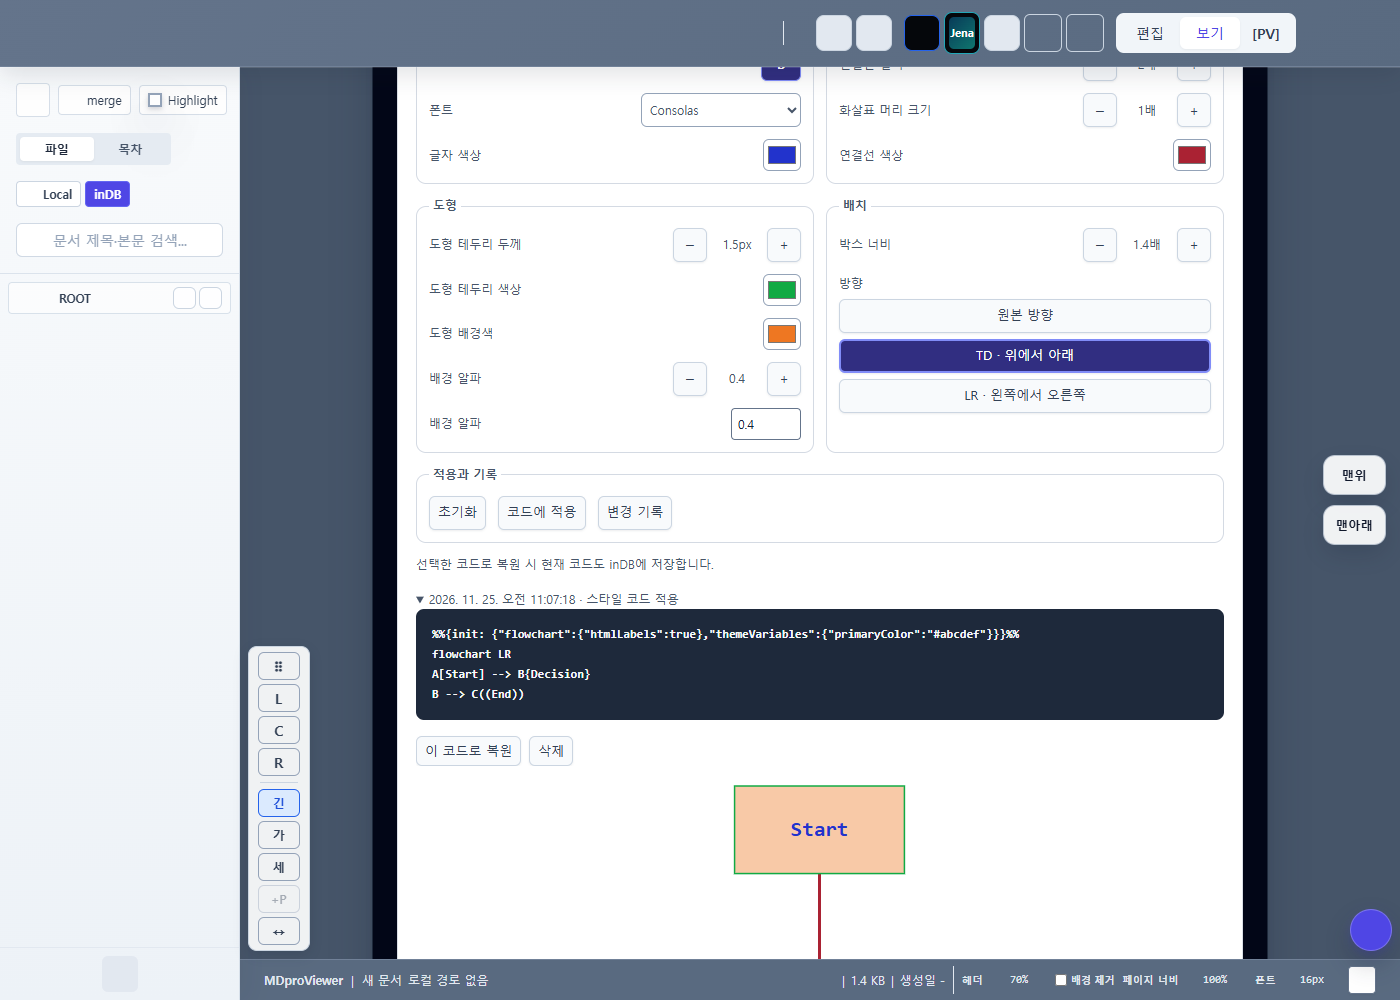 Jena
편집
보기
[PV]
merge
Highlight
파일
목차
Local
inDB
문서 제목·본문 검색...
ROOT
폰트
Consolas
글자 색상
화살표 머리 크기
−
1배
+
연결선 색상
도형
도형 테두리 두께
−
1.5px
+
도형 테두리 색상
도형 배경색
배경 알파
−
0.4
+
배경 알파
0.4
배치
박스 너비
−
1.4배
+
방향
원본 방향
TD · 위에서 아래
LR · 왼쪽에서 오른쪽
적용과 기록
초기화
코드에 적용
변경 기록
선택한 코드로 복원 시 현재 코드도 inDB에 저장합니다.
▼ 2026. 11. 25. 오전 11:07:18 · 스타일 코드 적용
%%{init: {"flowchart":{"htmlLabels":true},"themeVariables":{"primaryColor":"#abcdef"}}}%%
flowchart LR
A[Start] --> B{Decision}
B --> C((End))
이 코드로 복원
삭제
Start
맨위
맨아래
⠿
L
C
R
긴
가
세
+P
↔
MDproViewer | 새 문서 로컬 경로 없음
| 1.4 KB | 생성일 -
헤더
70%
배경 제거
페이지 너비
100%
폰트
16px